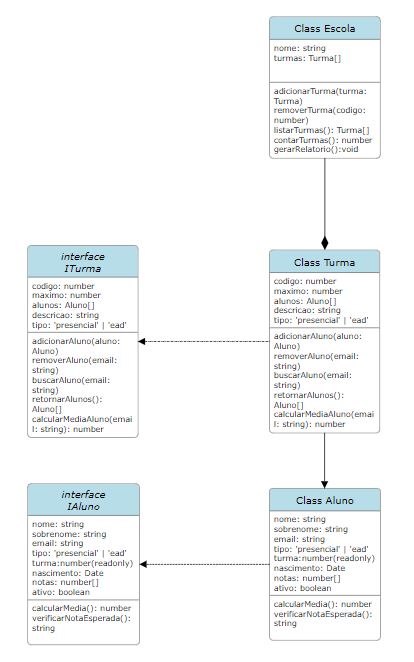 Class Escola
nome: string
turmas: Turma[]
adicionarTurma(turma:
Turma)
removerTurma(codigo:
number)
listarTurmas(): Turma[]
contarTurmas(): number
gerarRelatorio():void
interface
ITurma
codigo: number
maximo: number
alunos: Aluno[]
descricao: string
tipo: 'presencial' | 'ead'
adicionarAluno(aluno:
Aluno)
removerAluno(email:
string)
buscarAluno(email:
string)
retornarAlunos():
Aluno[]
calcularMediaAluno(emai
l: string): number
Class Turma
codigo: number
maximo: number
alunos: Aluno[]
descricao: string
tipo: 'presencial' | 'ead'
adicionarAluno(aluno:
Aluno)
removerAluno(email:
string)
buscarAluno(email:
string)
retornarAlunos():
Aluno[]
calcularMediaAluno(emai
l: string): number
interface
IAluno
nome: string
sobrenome: string
email: string
tipo: 'presencial' | 'ead'
turma:number(readonly)
nascimento: Date
notas: number[]
ativo: boolean
calcularMedia(): number
verificarNotaEsperada():
string
Class Aluno
nome: string
sobrenome: string
email: string
tipo: 'presencial' | 'ead'
turma:number(readonly)
nascimento: Date
notas: number[]
ativo: boolean
calcularMedia(): number
verificarNotaEsperada():
string